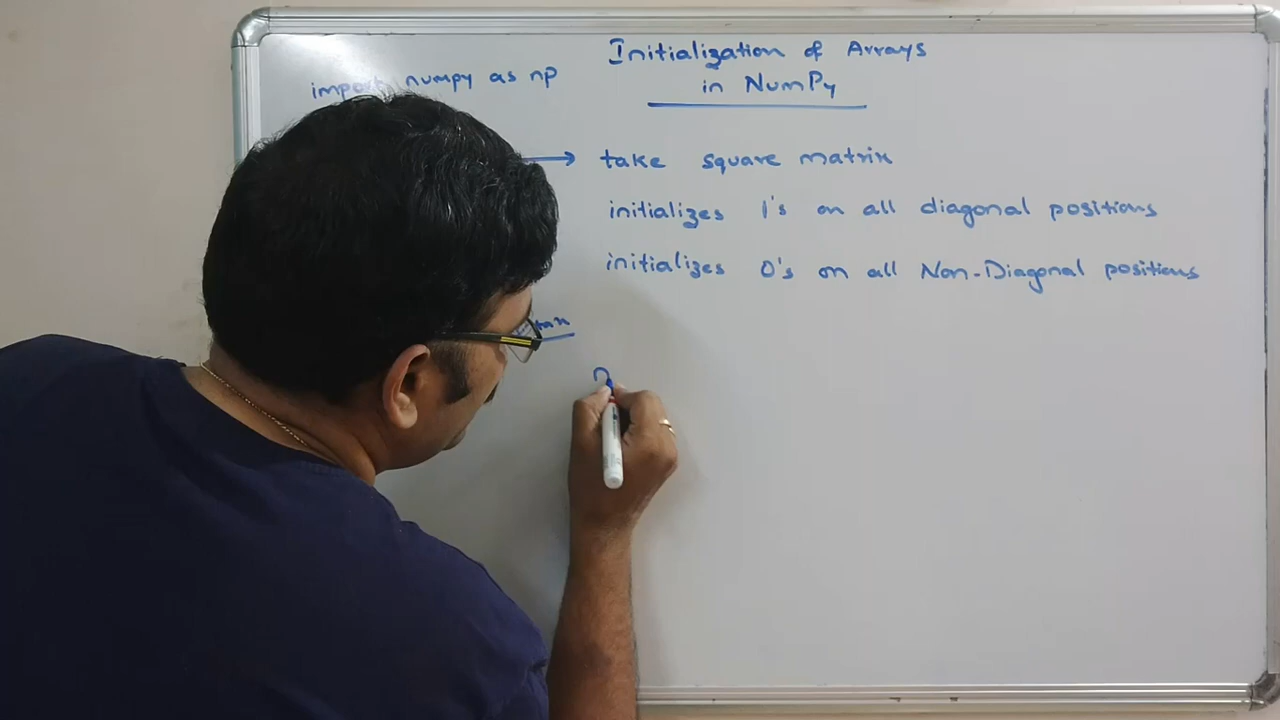 Initialization of Arrays
in NumPy
import numpy as np
take square matrix
initializes 1's on all diagonal positions
initializes 0's on all Non-Diagonal positions